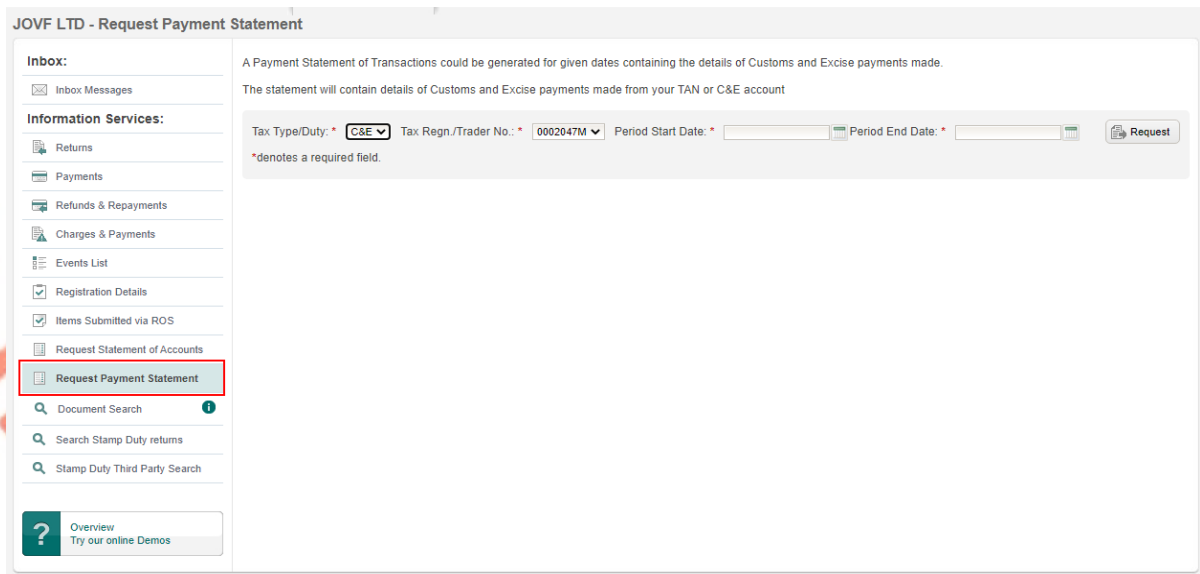 JOVF LTD - Request Payment Statement
Inbox:
Inbox Messages
Information Services:
Returns
Payments
Refunds & Repayments
Charges & Payments
Events List
Registration Details
Items Submitted via ROS
Request Statement of Accounts
Request Payment Statement
Document Search
Search Stamp Duty returns
Stamp Duty Third Party Search
? Overview
Try our online Demos
A Payment Statement of Transactions could be generated for given dates containing the details of Customs and Excise payments made.
The statement will contain details of Customs and Excise payments made from your TAN or C&E account
Tax Type/Duty: * C&E Tax Regn./Trader No.: * 0002047M Period Start Date: * Period End Date: * Request
*denotes a required field.